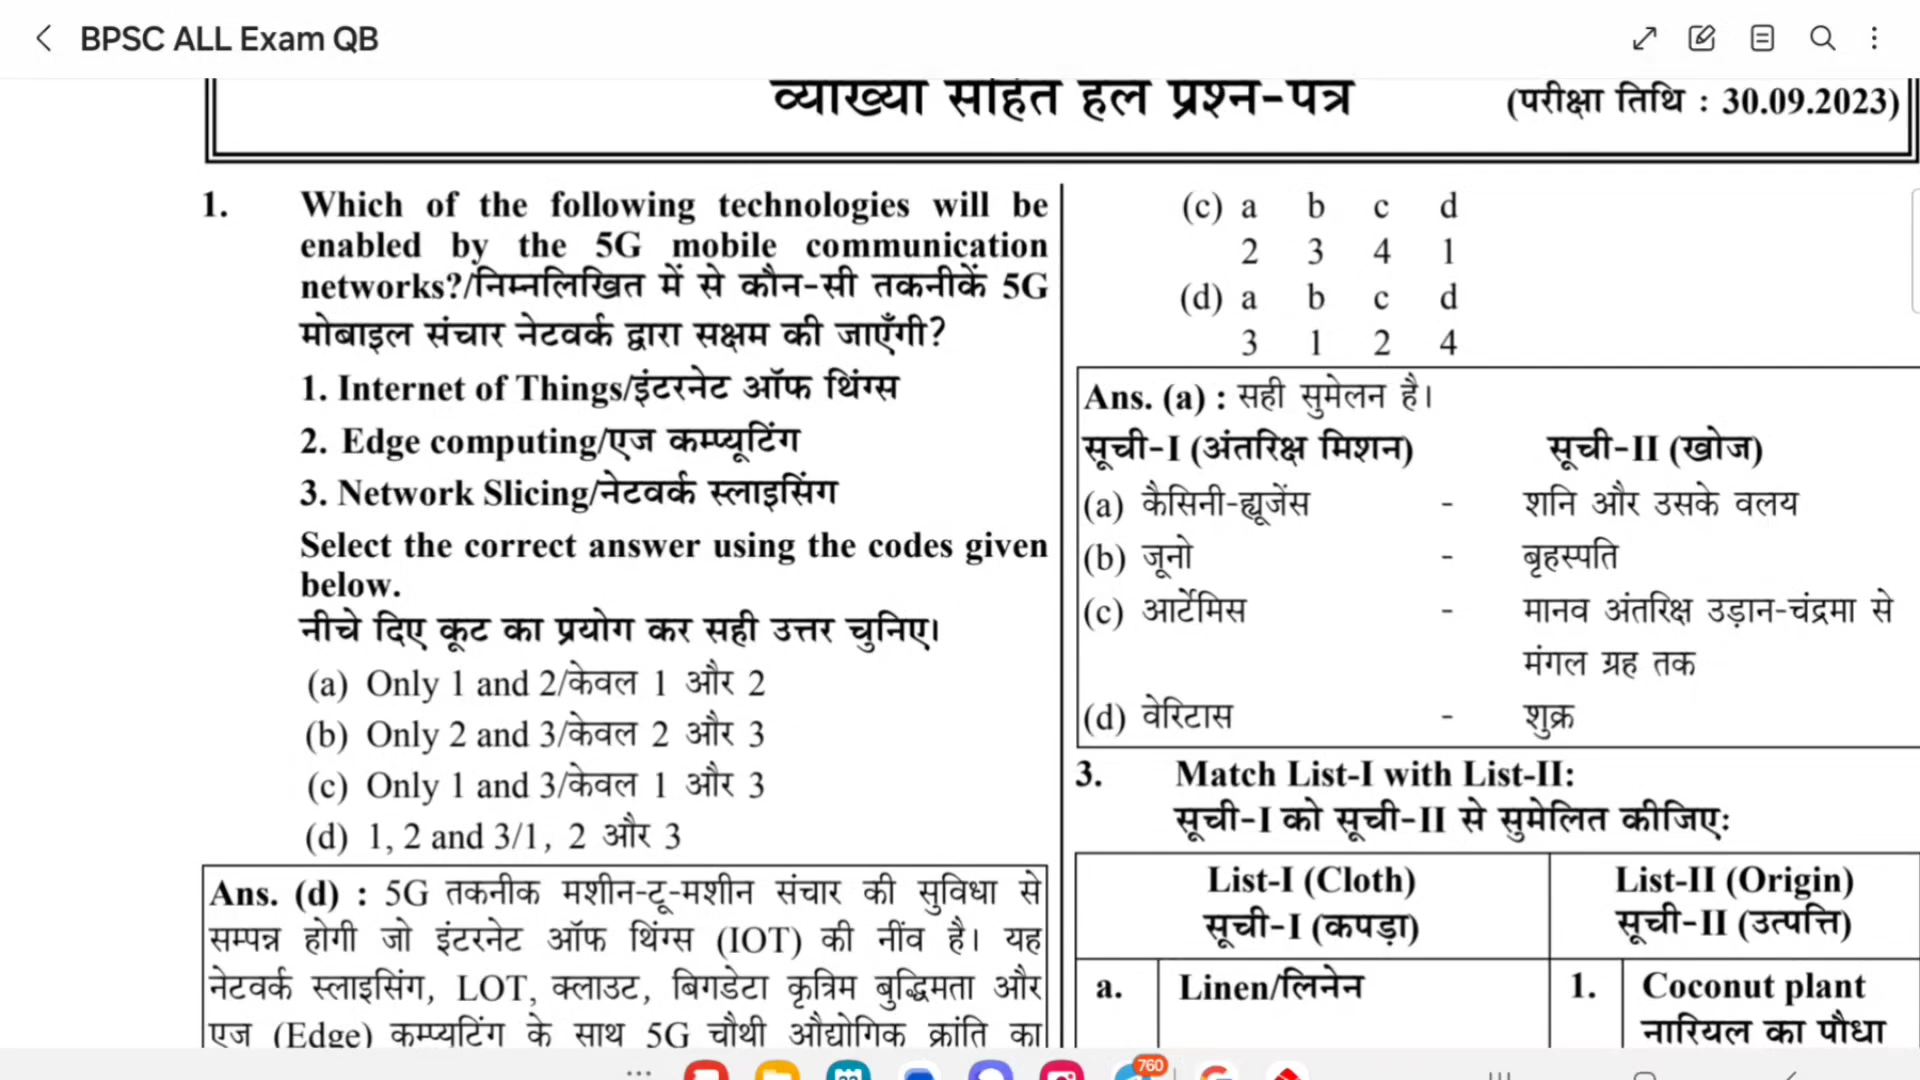 BPSC ALL Exam QB
व्याख्या सहित हल प्रश्न-पत्र
(परीक्षा तिथि : 30.09.2023)
1. Which of the following technologies will be
enabled by the 5G mobile communication
networks?/निम्नलिखित में से कौन-सी तकनीकें 5G
मोबाइल संचार नेटवर्क द्वारा सक्षम की जाएँगी?
1. Internet of Things/इंटरनेट ऑफ थिंग्स
2. Edge computing/एज कम्प्यूटिंग
3. Network Slicing/नेटवर्क स्लाइसिंग
Select the correct answer using the codes given
below.
नीचे दिए कूट का प्रयोग कर सही उत्तर चुनिए।
(a) Only 1 and 2/केवल 1 और 2
(b) Only 2 and 3/केवल 2 और 3
(c) Only 1 and 3/केवल 1 और 3
(d) 1, 2 and 3/1, 2 और 3
Ans. (d) : 5G तकनीक मशीन-टू-मशीन संचार की सुविधा से
सम्पन्न होगी जो इंटरनेट ऑफ थिंग्स (IOT) की नींव है। यह
नेटवर्क स्लाइसिंग, LOT, क्लाउट, बिगडेटा कृत्रिम बुद्धिमता और
एज (Edge) कम्प्यूटिंग के साथ 5G चौथी औद्योगिक क्रांति का
(c) a b c d
2 3 4 1
(d) a b c d
3 1 2 4
Ans. (a) : सही सुमेलन है।
सूची-I (अंतरिक्ष मिशन) सूची-II (खोज)
(a) कैसिनी-ह्यूजेंस - शनि और उसके वलय
(b) जूनो - बृहस्पति
(c) आर्टेमिस - मानव अंतरिक्ष उड़ान-चंद्रमा से
मंगल ग्रह तक
(d) वेरिटास - शुक्र
3. Match List-I with List-II:
सूची-I को सूची-II से सुमेलित कीजिए:
List-I (Cloth) List-II (Origin)
सूची-I (कपड़ा) सूची-II (उत्पत्ति)
a. Linen/लिनेन 1. Coconut plant
नारियल का पौधा
760